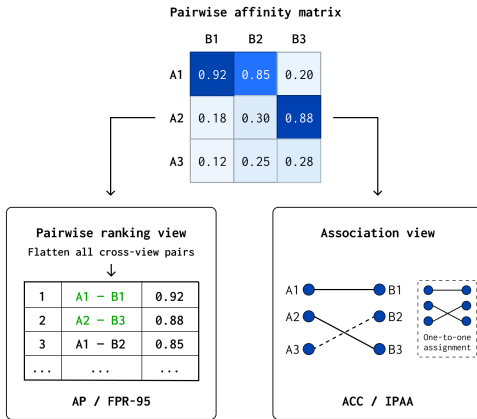 Pairwise affinity matrix
B1 B2 B3
A1 0.92 0.85 0.20
A2 0.18 0.30 0.88
A3 0.12 0.25 0.28
Pairwise ranking view
Flatten all cross-view pairs
1 A1 — B1 0.92
2 A2 — B3 0.88
3 A1 — B2 0.85
... ... ...
AP / FPR-95
Association view
A1 B1
A2 B2
A3 B3
One-to-one
assignment
ACC / IPAA